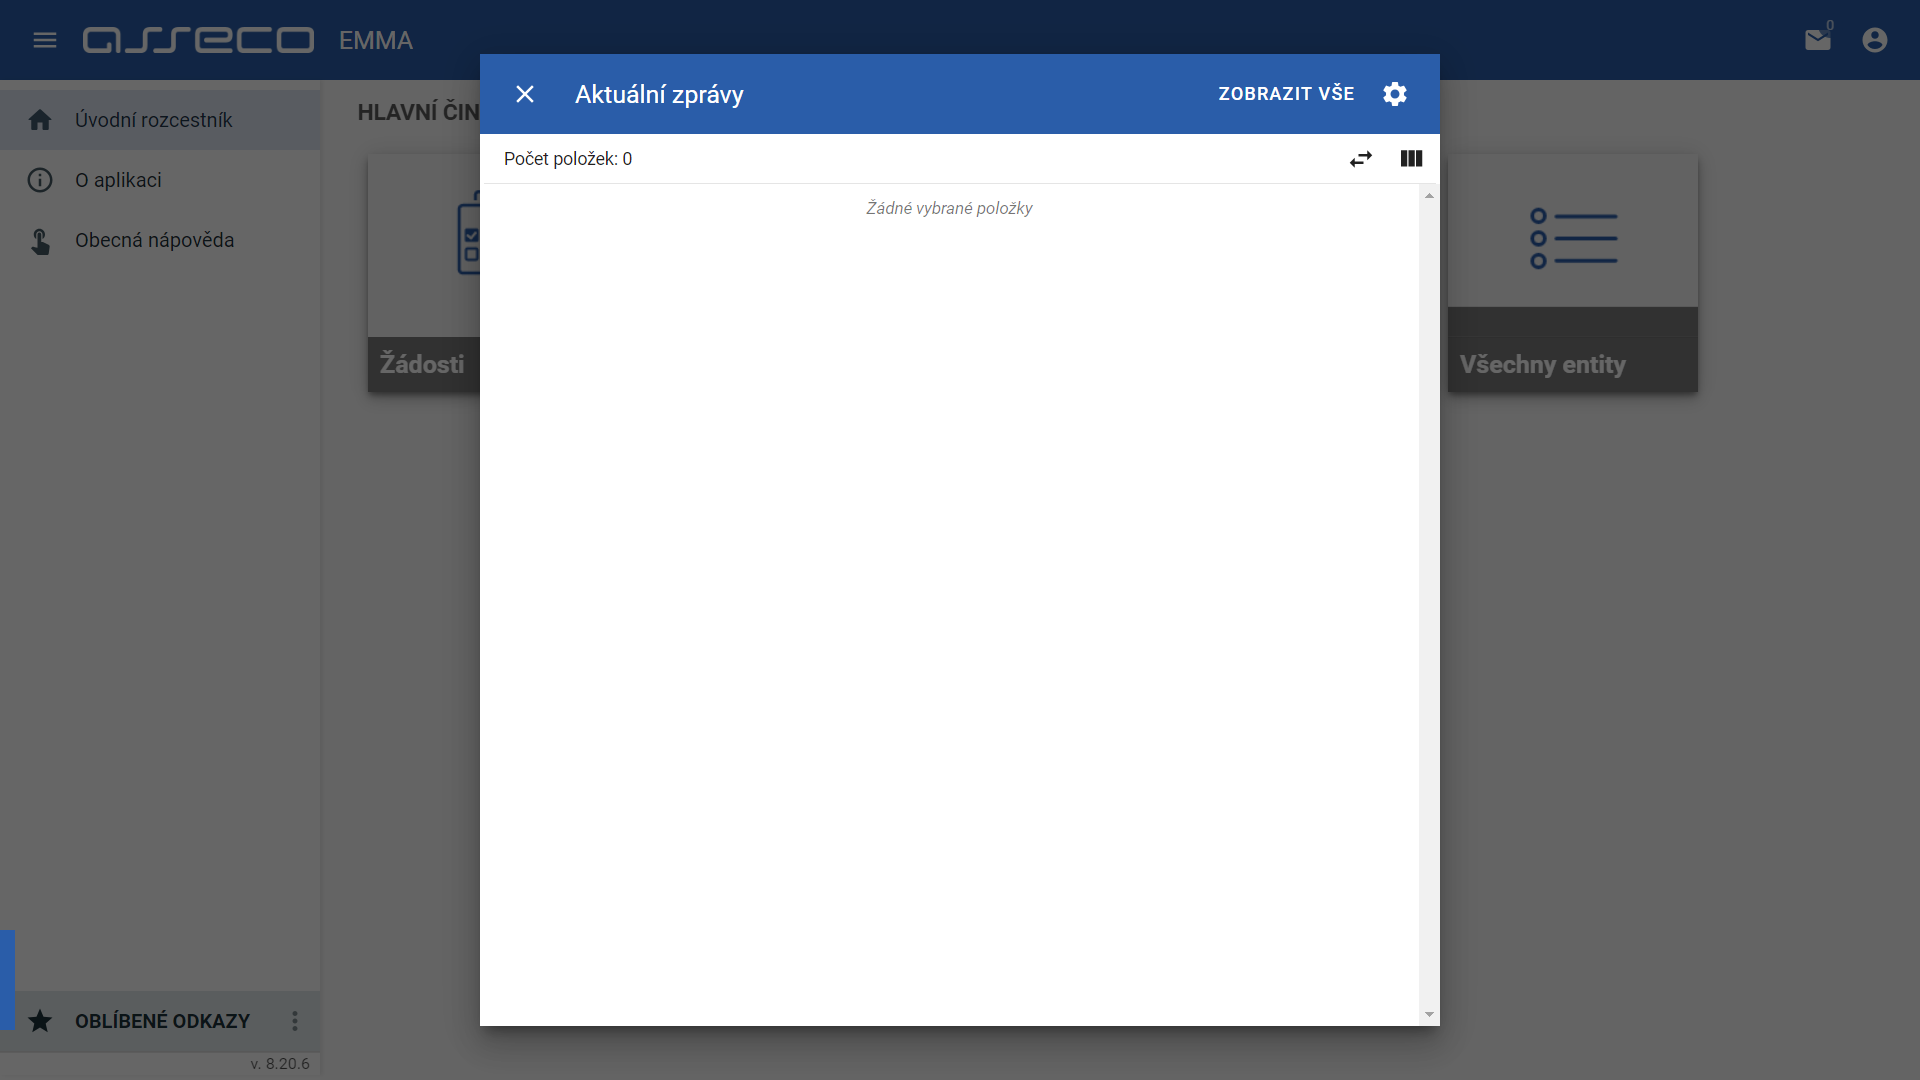 asseco
EMMA
0
Úvodní rozcestník
O aplikaci
Obecná nápověda
HLAVNÍ ČIN
Žádosti
Všechny entity
Aktuální zprávy
ZOBRAZIT VŠE
Počet položek: 0
Žádné vybrané položky
OBLÍBENÉ ODKAZY
v. 8.20.6